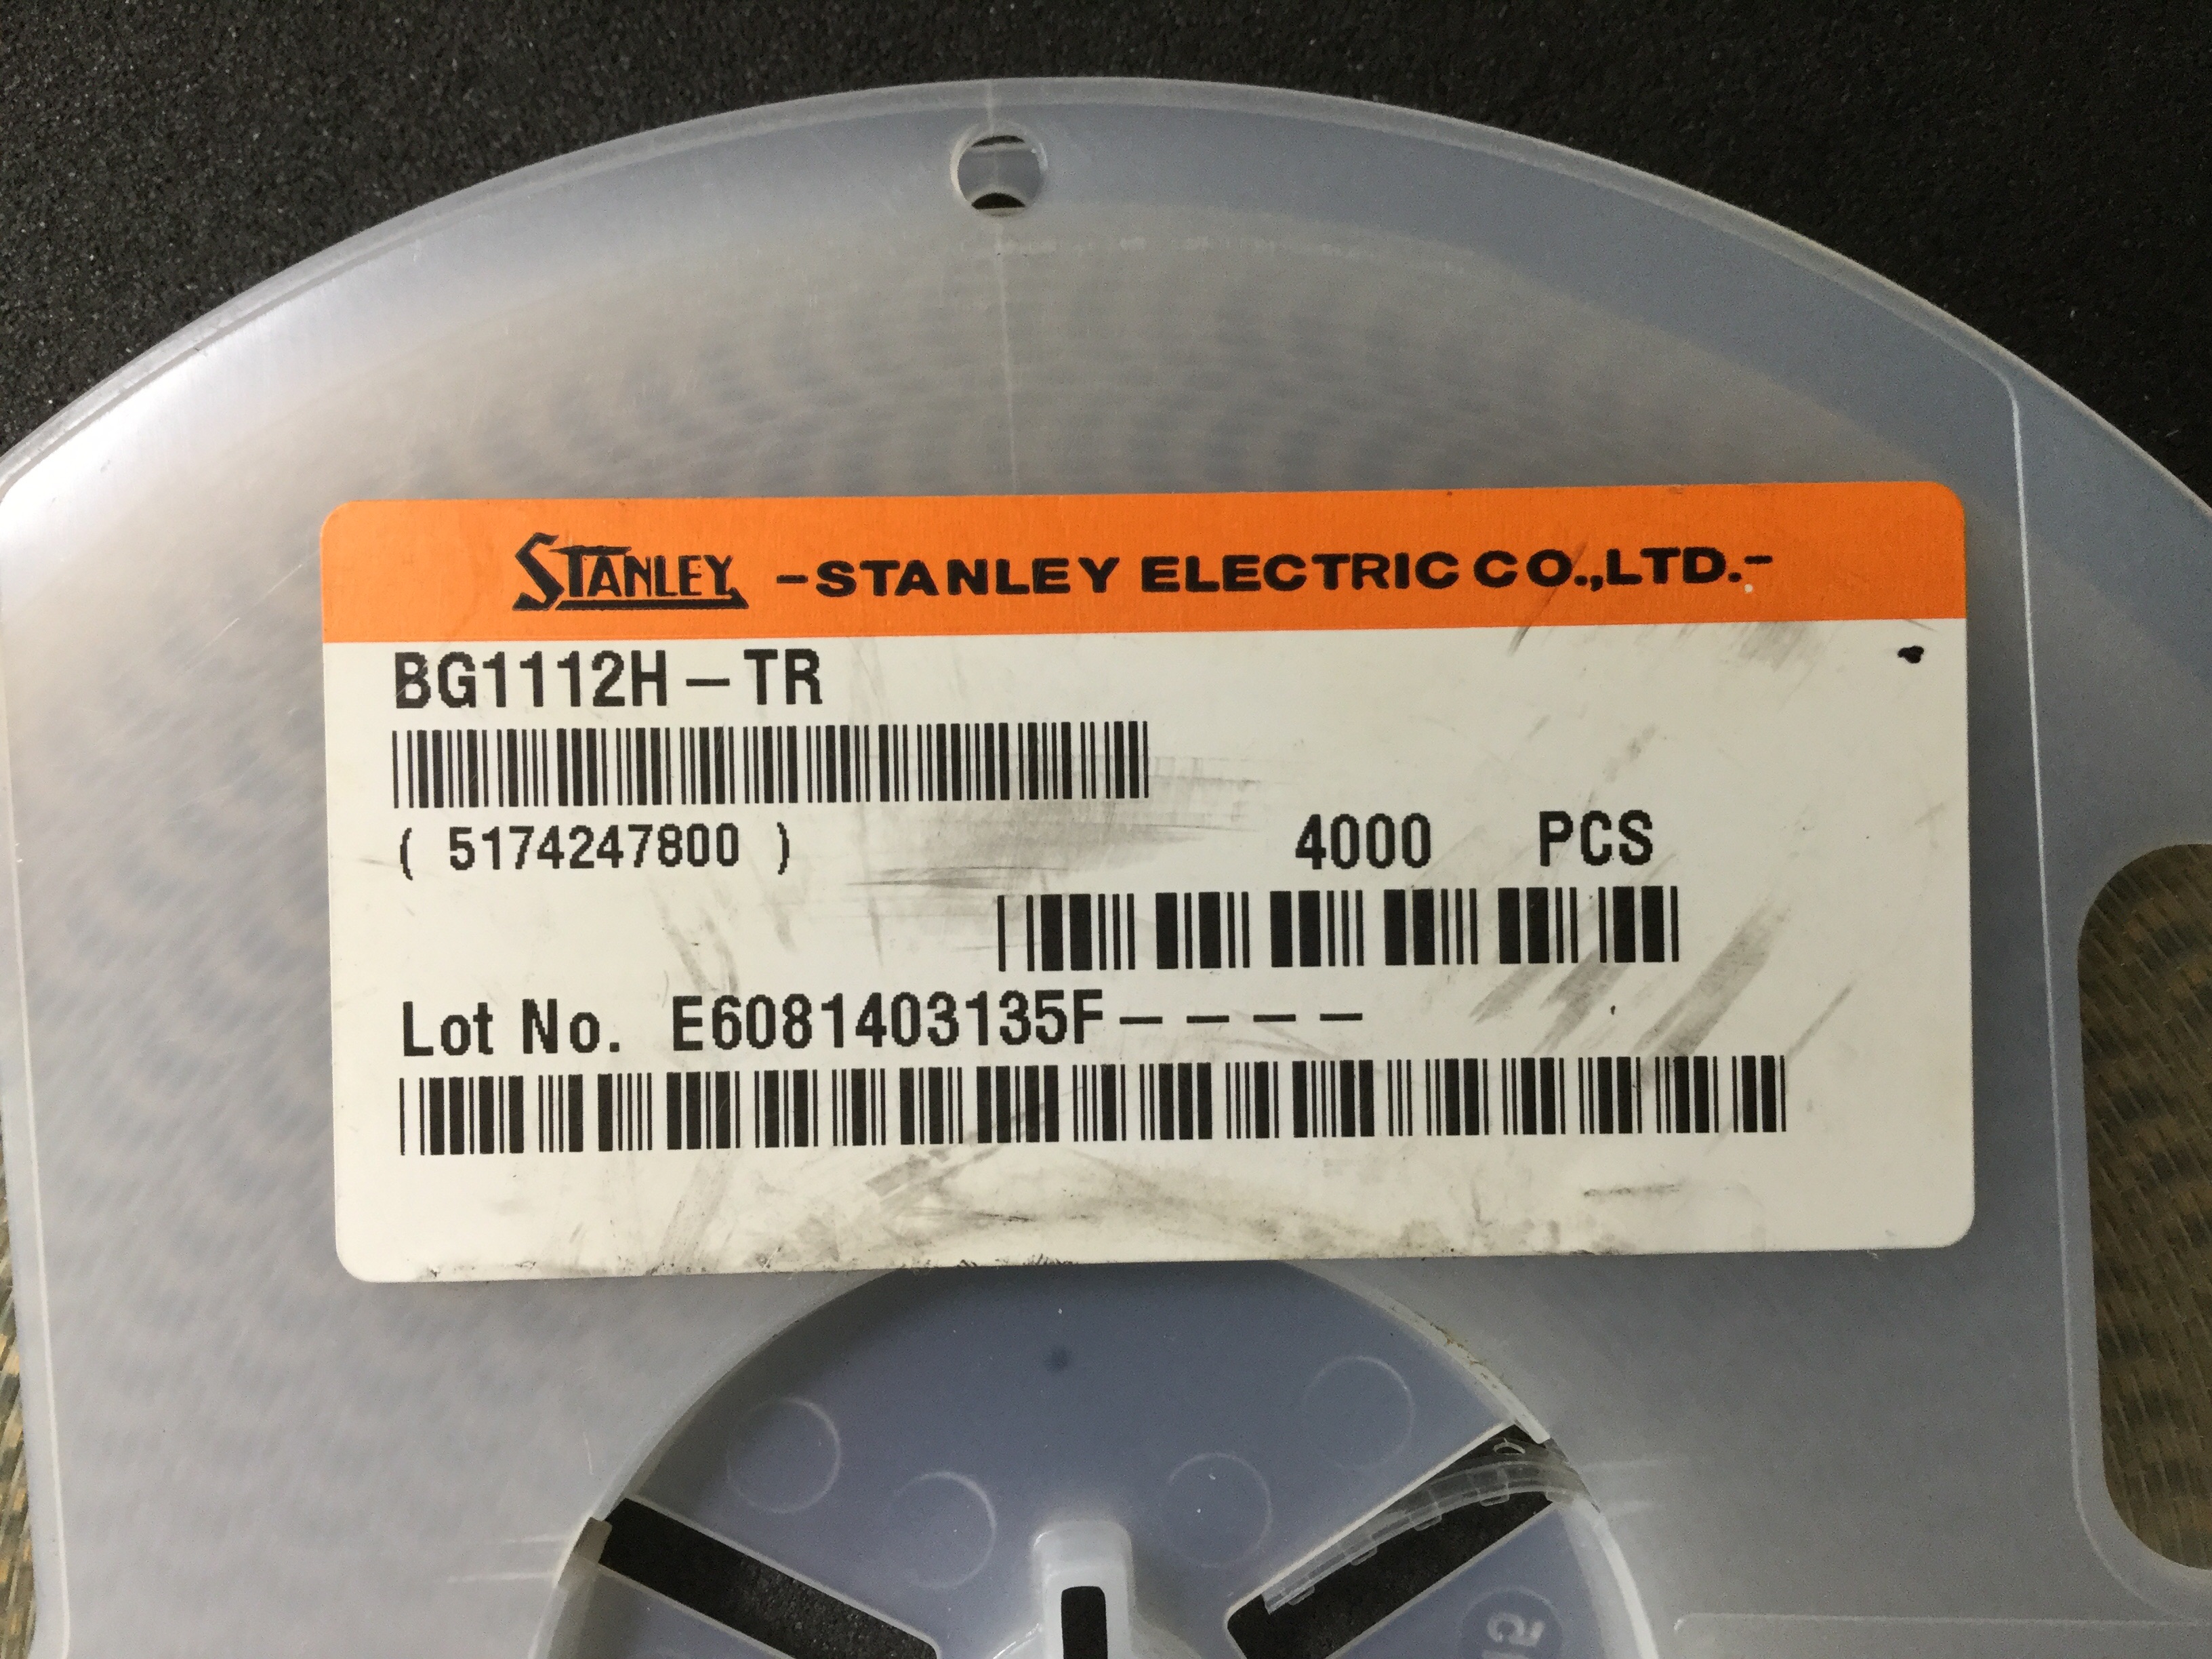 STANLEY -STANLEY ELECTRIC CO.,LTD.-
BG1112H-TR
( 5174247800 )
4000 PCS
Lot No. E6081403135F----